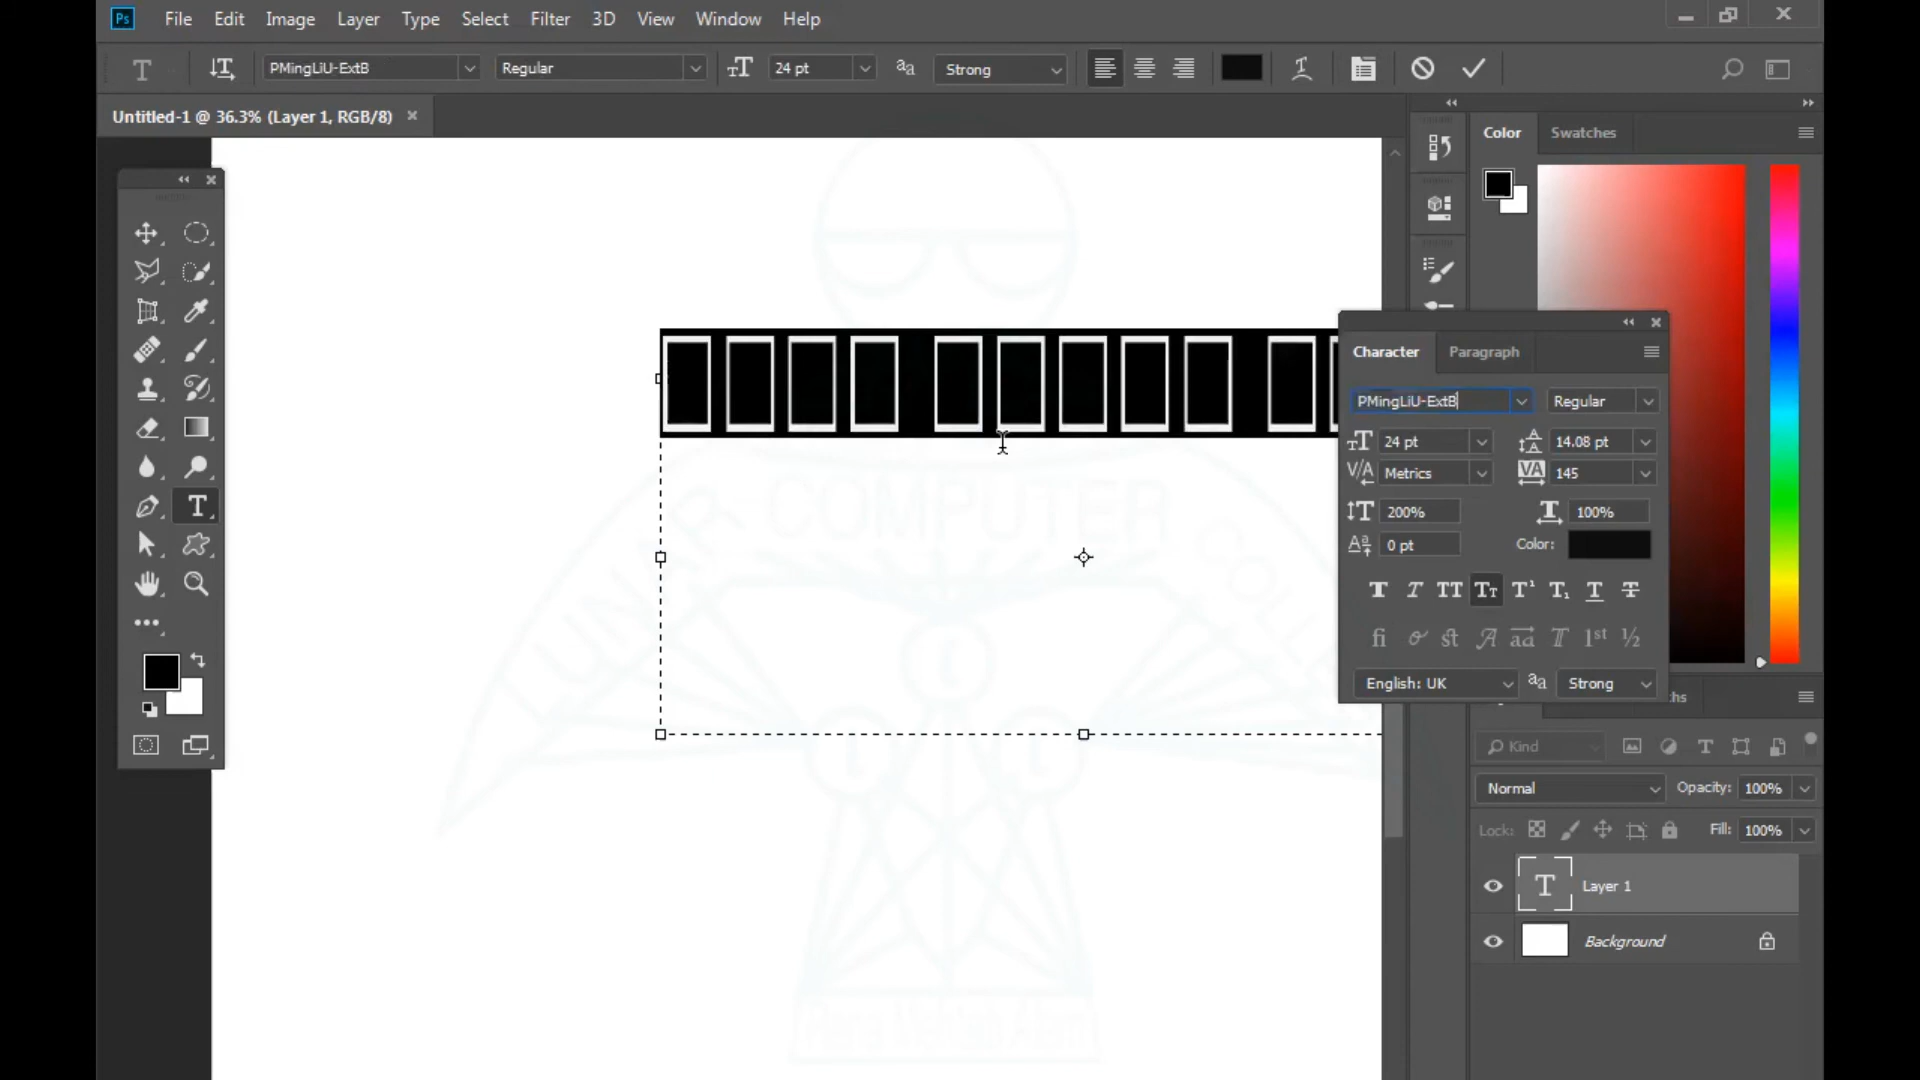 Ps File Edit Image Layer Type Select Filter 3D View Window Help
PMingLiU-ExtB Regular 24 pt Strong
Untitled-1 @ 36.3% (Layer 1, RGB/8)
Color Swatches
Character Paragraph
PMingLiU-ExtB Regular
24 pt 14.08 pt
Metrics 145
200% 100%
0 pt Color:
English: UK Strong
COMPUTER
Kind
Normal Opacity: 100%
Lock: Fill: 100%
Layer 1
Background